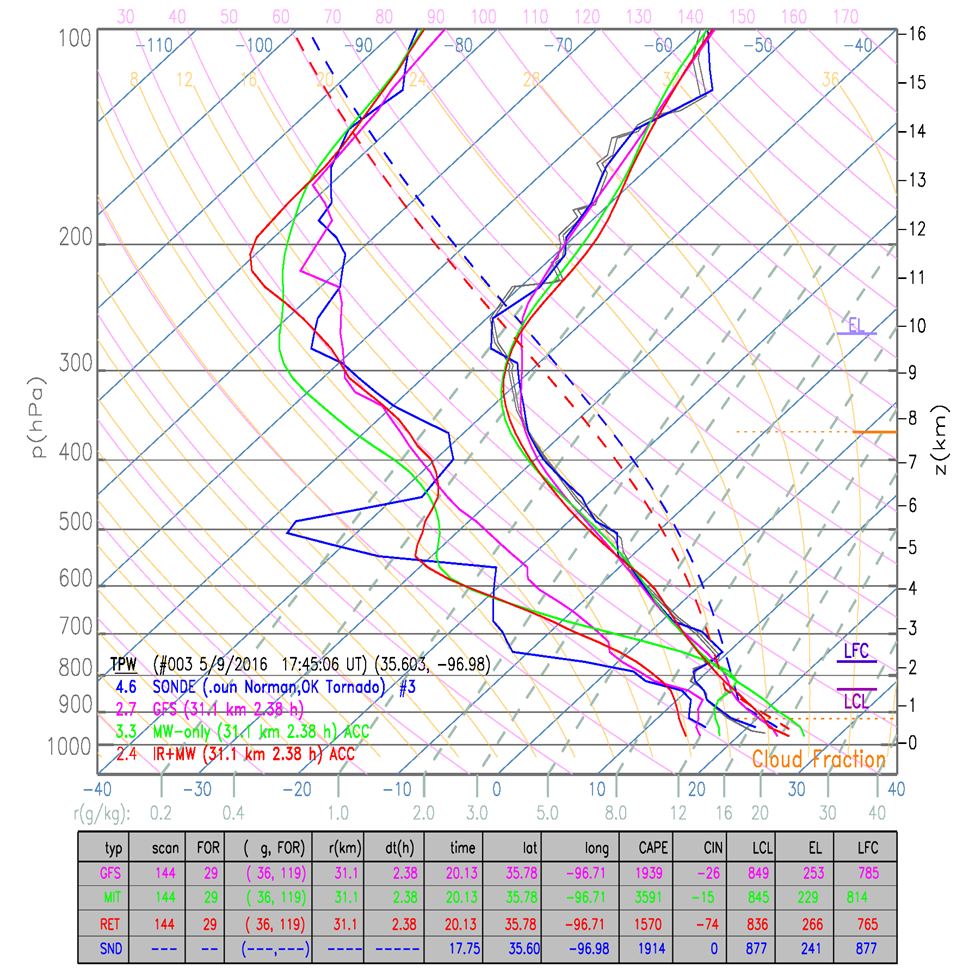 30 40 50 60 70 80 90 100 110 120 130 140 150 160 170
100 -110 -100 -90 -80 -70 -60 -50 -40 16
8 12 16 20 24 28 36 15
14
13
200 12
11
EL 10
300 9
8
400 7
p(hPa) z(km)
6
500 5
600 4
700 3
LFC
TPW (#003 5/9/2016 17:45:06 UT) (35.603, -96.98)
800 2
4.6 SONDE (.oun Norman,OK Tornado) #3
LCL
900 2.7 GFS (31.1 km 2.38 h) 1
3.3 MW-only (31.1 km 2.38 h) ACC
1000 0
2.4 IR+MW (31.1 km 2.38 h) ACC
Cloud Fraction
-40 -30 -20 -10 0 10 20 30 40
r(g/kg): 0.2 0.4 1.0 2.0 3.0 5.0 8.0 12 16 20 30 40
typ scan FOR ( g, FOR) r(km) dt(h) time lat long CAPE CIN LCL EL LFC
GFS 144 29 ( 36, 119) 31.1 2.38 20.13 35.78 -96.71 1939 -26 849 253 785
MIT 144 29 ( 36, 119) 31.1 2.38 20.13 35.78 -96.71 3591 -15 845 229 814
RET 144 29 ( 36, 119) 31.1 2.38 20.13 35.78 -96.71 1570 -74 836 266 765
SND --- -- (---,---) ---- ----- 17.75 35.60 -96.98 1914 0 877 241 877